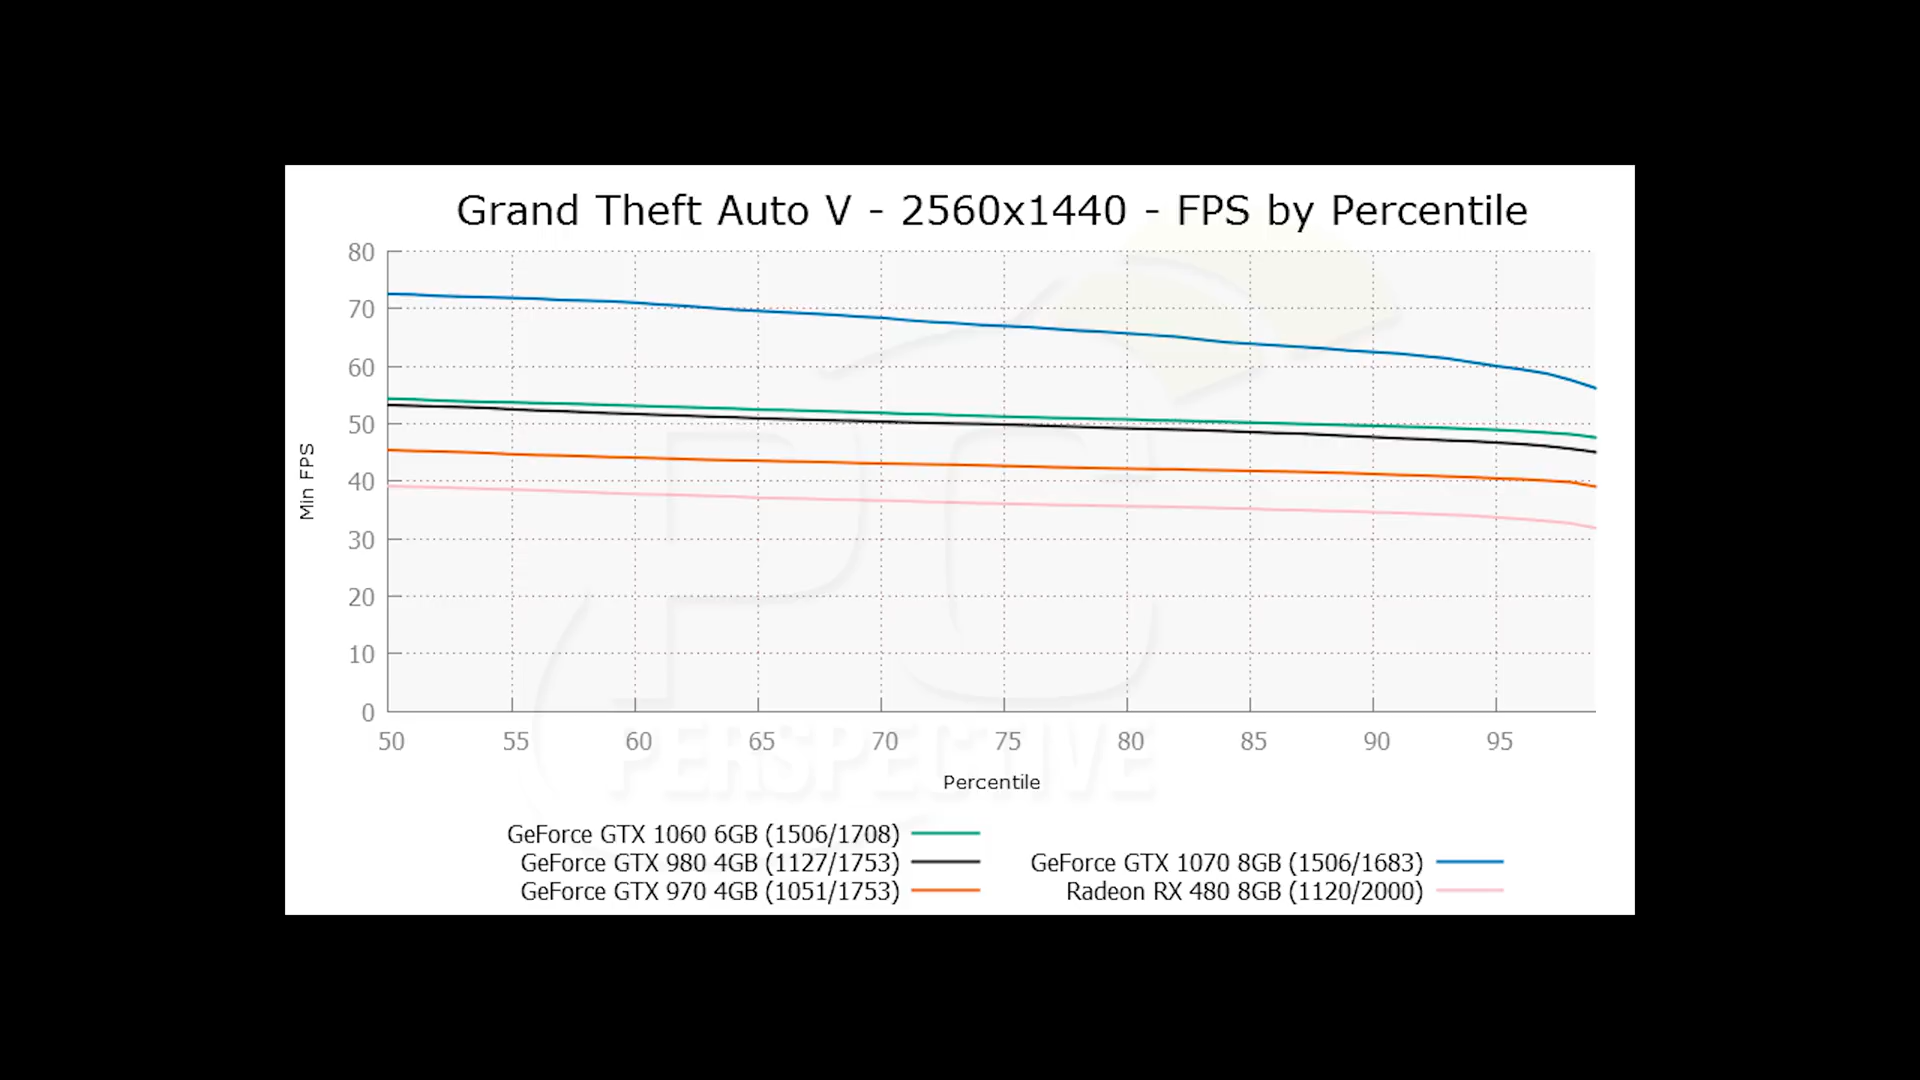 Grand Theft Auto V - 2560x1440 - FPS by Percentile
80
70
60
50
40
30
20
10
0
Min FPS
50 55 60 65 70 75 80 85 90 95
Percentile
PC
PERSPECTIVE
GeForce GTX 1060 6GB (1506/1708)
GeForce GTX 980 4GB (1127/1753)
GeForce GTX 970 4GB (1051/1753)
GeForce GTX 1070 8GB (1506/1683)
Radeon RX 480 8GB (1120/2000)